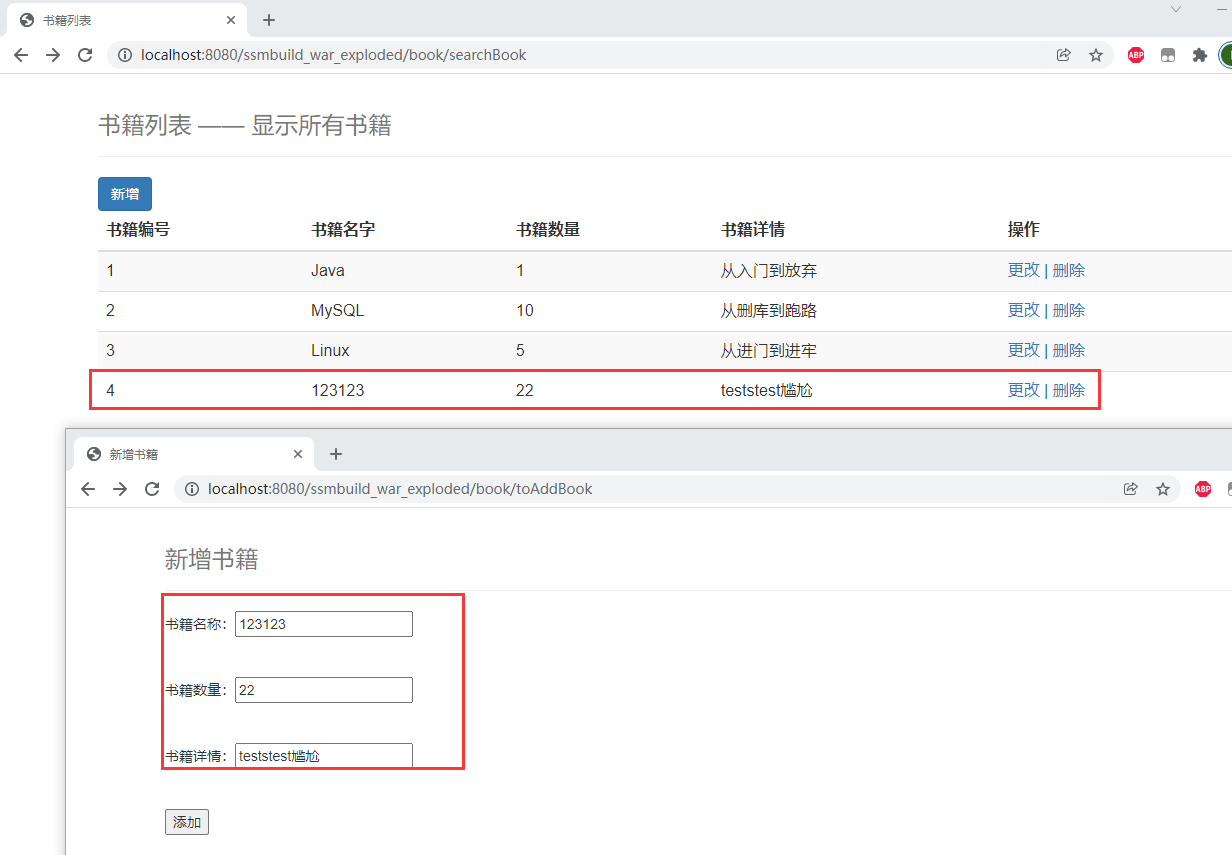 书籍列表
localhost:8080/ssmbuild_war_exploded/book/searchBook
ABP
书籍列表 —— 显示所有书籍
新增
书籍编号 书籍名字 书籍数量 书籍详情 操作
1 Java 1 从入门到放弃 更改 | 删除
2 MySQL 10 从删库到跑路 更改 | 删除
3 Linux 5 从进门到进牢 更改 | 删除
4 123123 22 teststest尴尬 更改 | 删除
新增书籍
localhost:8080/ssmbuild_war_exploded/book/toAddBook
ABP
新增书籍
书籍名称：123123
书籍数量：22
书籍详情：teststest尴尬
添加